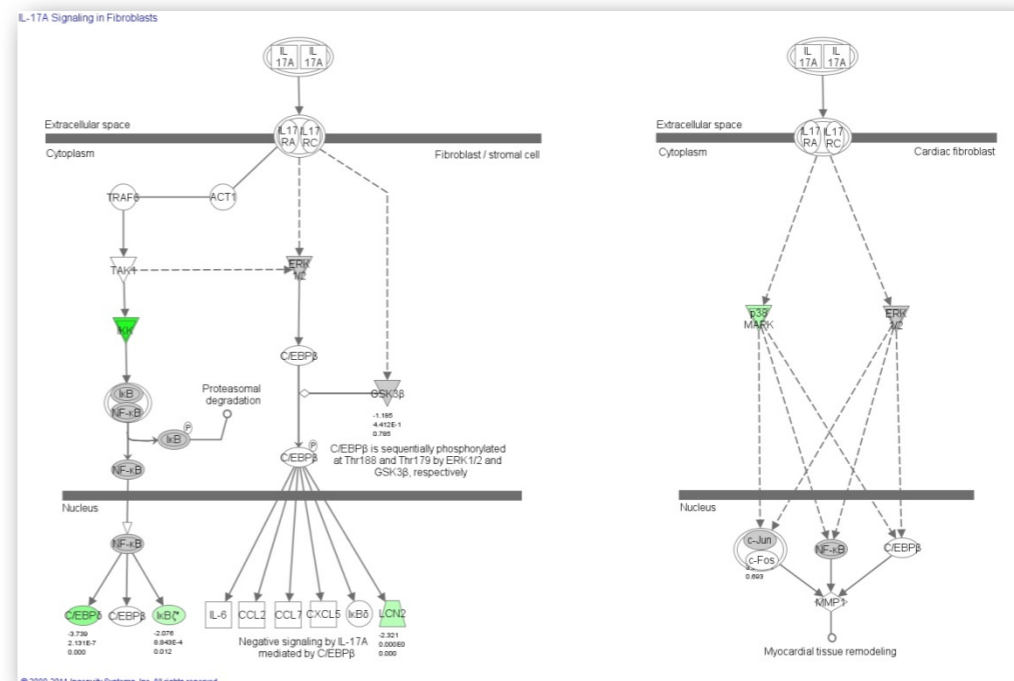 IL-17A Signaling in Fibroblasts
IL 17A
IL 17A
Extracellular space
IL17 RA
IL17 RC
Cytoplasm
Fibroblast / stromal cell
TRAF6
ACT1
TAK1
ERK 1/2
IKK
C/EBPβ
IκB
NF-κB
Proteasomal
degradation
GSK3β
-1.195
4.412E-1
0.785
P
IκB
P
C/EBPβ
C/EBPβ is sequentially phosphorylated
at Thr188 and Thr179 by ERK1/2 and
GSK3β, respectively
NF-κB
Nucleus
NF-κB
C/EBPδ
C/EBPβ
IκBζ*
IL-6
CCL2
CCL7
CXCL5
IκBδ
LCN2
-3.739
2.131E-7
0.000
-2.076
6.843E-4
0.012
-2.321
0.000E0
0.000
Negative signaling by IL-17A
mediated by C/EBPβ
IL 17A
IL 17A
Extracellular space
IL17 RA
IL17 RC
Cytoplasm
Cardiac fibroblast
p38
MARK
ERK
1/2
Nucleus
c-Jun
c-Fos
0.693
NF-κB
C/EBPβ
MMP1
Myocardial tissue remodeling